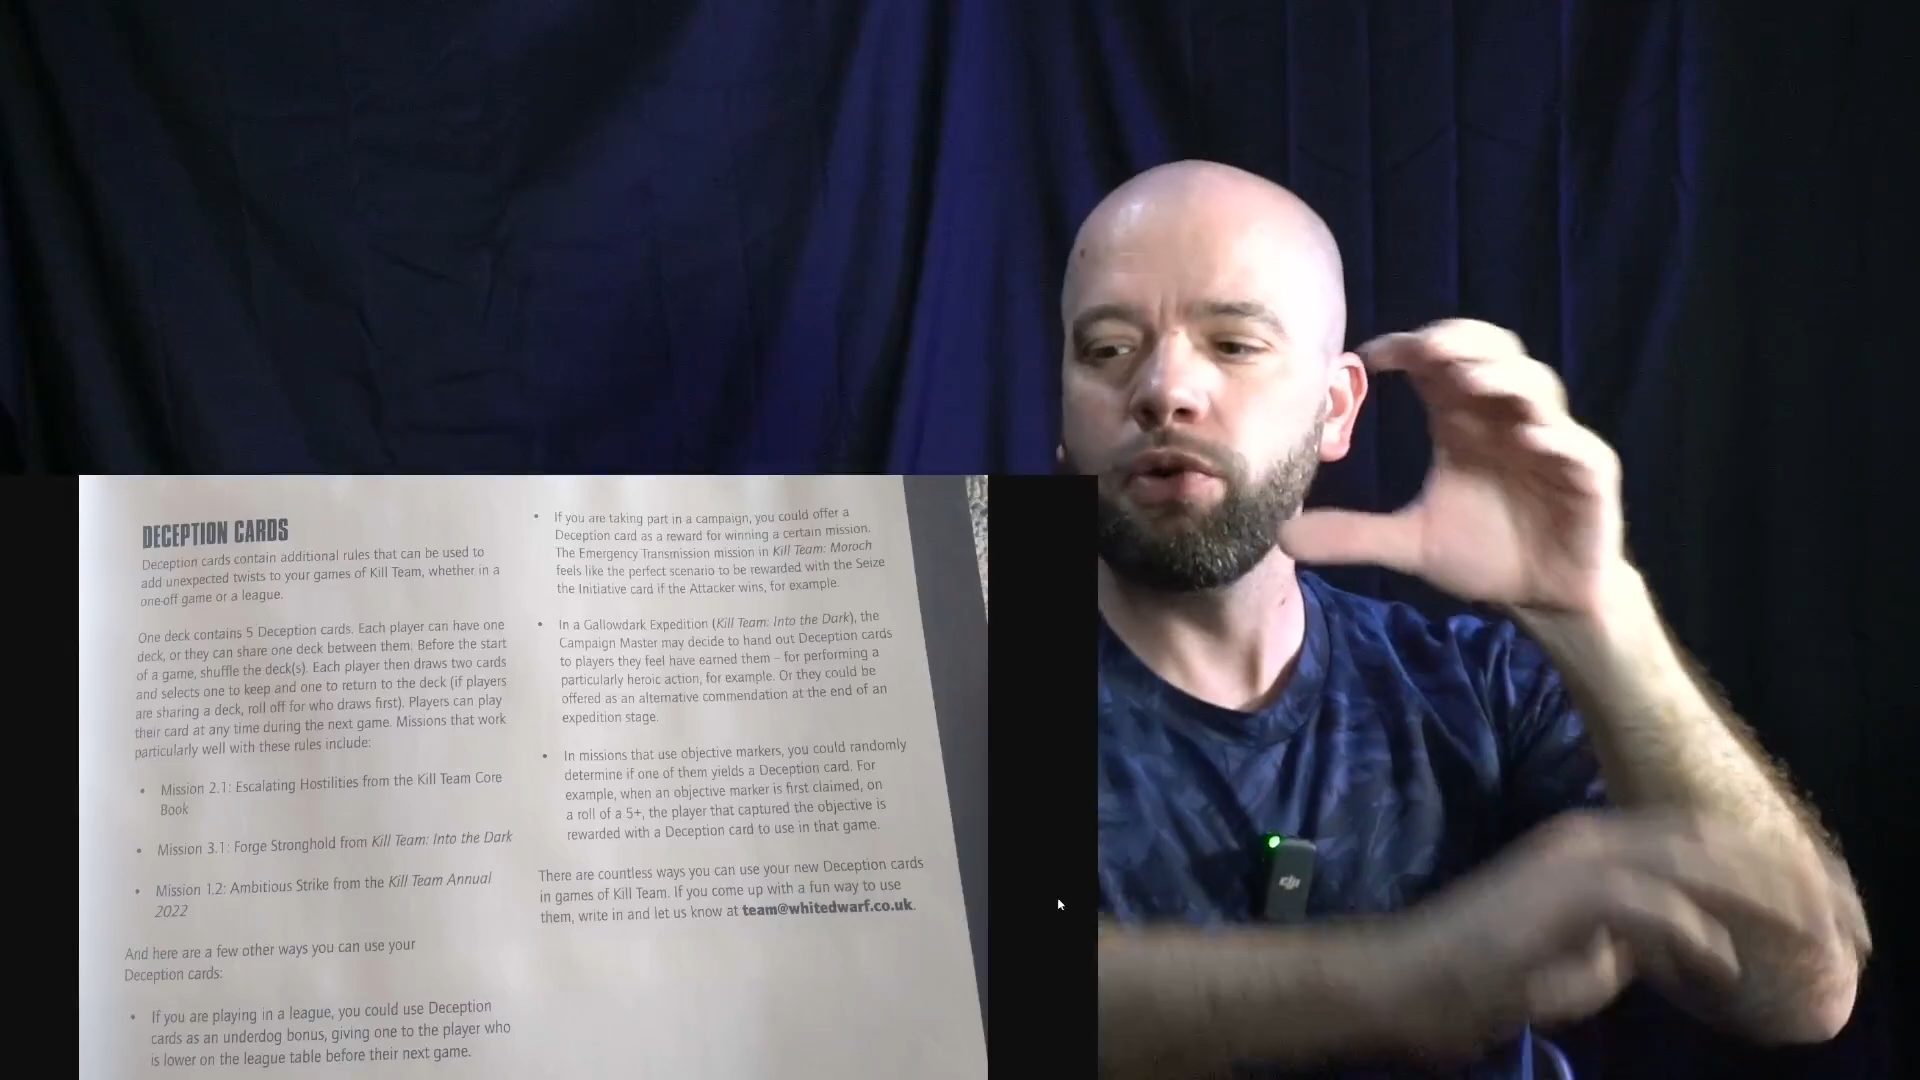 DECEPTION CARDS
Deception cards contain additional rules that can be used to
add unexpected twists to your games of Kill Team, whether in a
one-off game or a league.
One deck contains 5 Deception cards. Each player can have one
deck, or they can share one deck between them. Before the start
of a game, shuffle the deck(s). Each player then draws two cards
and selects one to keep and one to return to the deck (if players
are sharing a deck, roll off for who draws first). Players can play
their card at any time during the next game. Missions that work
particularly well with these rules include:
• Mission 2.1: Escalating Hostilities from the Kill Team Core
Book
• Mission 3.1: Forge Stronghold from Kill Team: Into the Dark
• Mission 1.2: Ambitious Strike from the Kill Team Annual
2022
And here are a few other ways you can use your
Deception cards:
• If you are playing in a league, you could use Deception
cards as an underdog bonus, giving one to the player who
is lower on the league table before their next game.
• If you are taking part in a campaign, you could offer a
Deception card as a reward for winning a certain mission.
The Emergency Transmission mission in Kill Team: Moroch
feels like the perfect scenario to be rewarded with the Seize
the Initiative card if the Attacker wins, for example.
• In a Gallowdark Expedition (Kill Team: Into the Dark), the
Campaign Master may decide to hand out Deception cards
to players they feel have earned them – for performing a
particularly heroic action, for example. Or they could be
offered as an alternative commendation at the end of an
expedition stage.
• In missions that use objective markers, you could randomly
determine if one of them yields a Deception card. For
example, when an objective marker is first claimed, on
a roll of a 5+, the player that captured the objective is
rewarded with a Deception card to use in that game.
There are countless ways you can use your new Deception cards
in games of Kill Team. If you come up with a fun way to use
them, write in and let us know at team@whitedwarf.co.uk.
dji